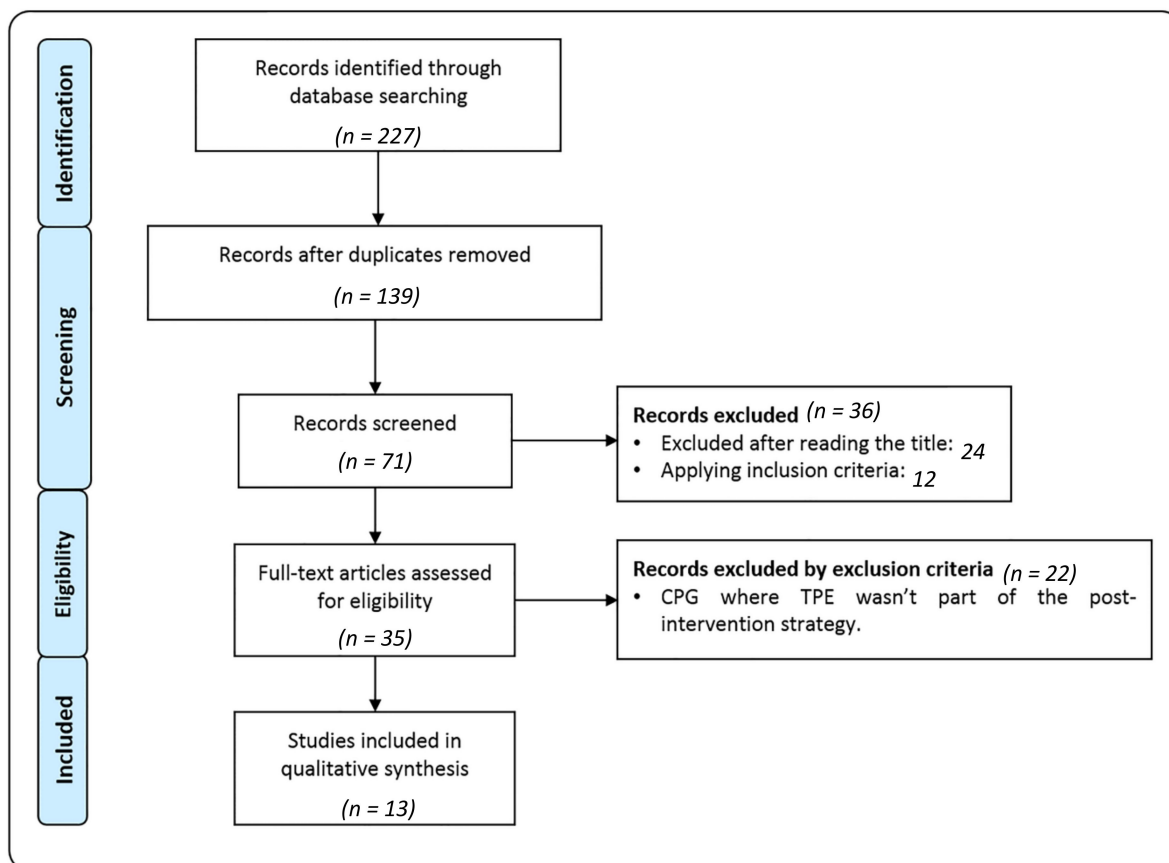 Identification
Records identified through
database searching
(n = 227)
Screening
Records after duplicates removed
(n = 139)
Records screened
(n = 71)
Records excluded (n = 36)
• Excluded after reading the title: 24
• Applying inclusion criteria: 12
Eligibility
Full-text articles assessed
for eligibility
(n = 35)
Records excluded by exclusion criteria (n = 22)
• CPG where TPE wasn't part of the post-
intervention strategy.
Included
Studies included in
qualitative synthesis
(n = 13)